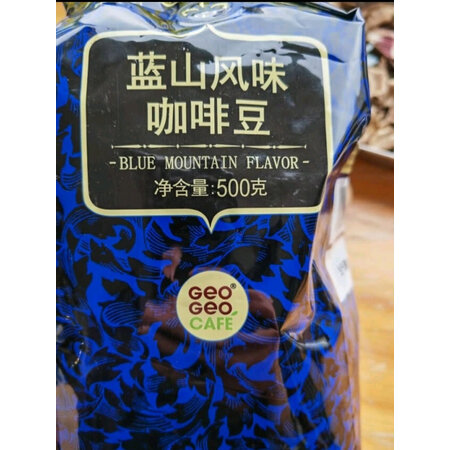 蓝山风味
咖啡豆
- BLUE MOUNTAIN FLAVOR -
净含量:500克
GEO®
GEO
CAFÉ